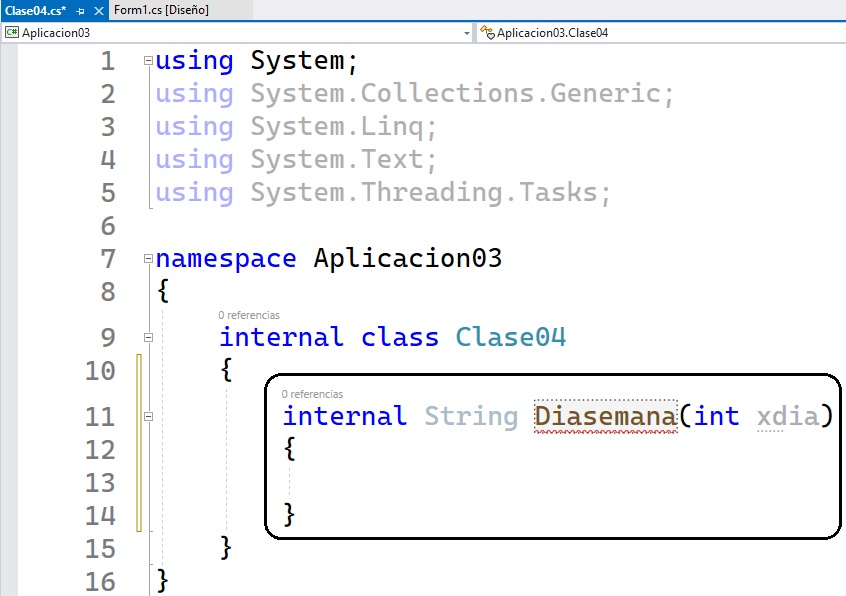 Clase04.cs* Form1.cs [Diseño]
C# Aplicacion03 Aplicacion03.Clase04
1 using System;
2 using System.Collections.Generic;
3 using System.Linq;
4 using System.Text;
5 using System.Threading.Tasks;
6
7 namespace Aplicacion03
8 {
0 referencias
9 internal class Clase04
10 {
0 referencias
11 internal String Diasemana(int xdia)
12 {
13
14 }
15 }
16 }